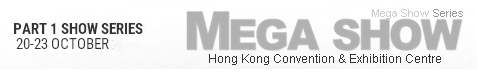 PART 1 SHOW SERIES
20-23 OCTOBER
Mega Show Series
MEGA SHOW
Hong Kong Convention & Exhibition Centre